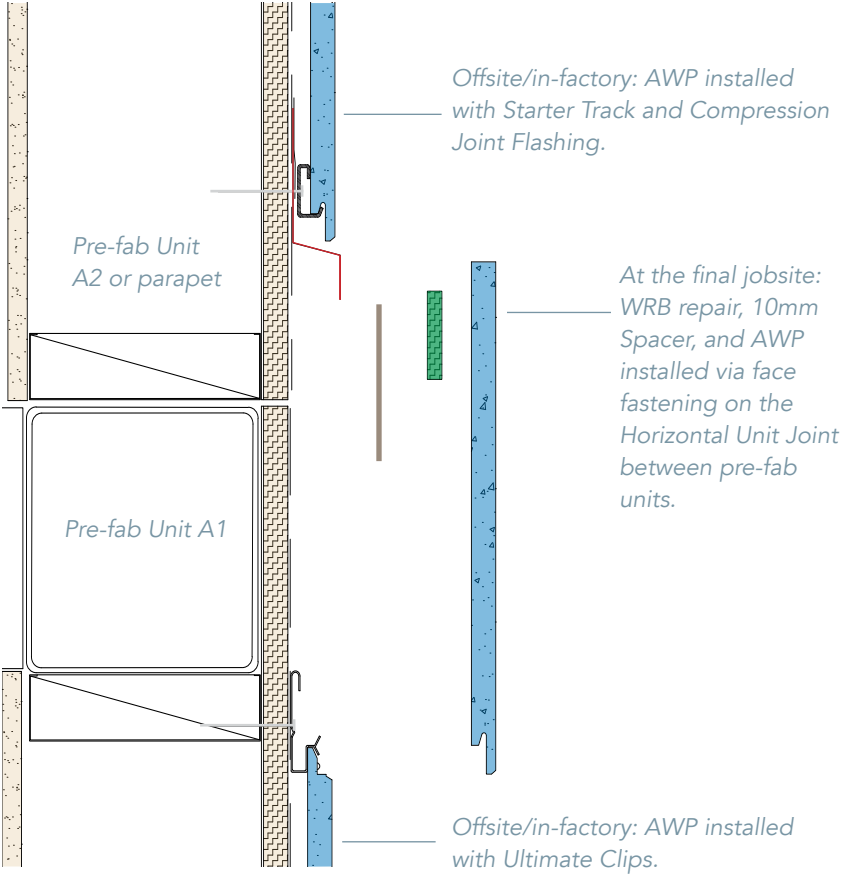 Offsite/in-factory: AWP installed
with Starter Track and Compression
Joint Flashing.
Pre-fab Unit
A2 or parapet
At the final jobsite:
WRB repair, 10mm
Spacer, and AWP
installed via face
fastening on the
Horizontal Unit Joint
between pre-fab
units.
Pre-fab Unit A1
Offsite/in-factory: AWP installed
with Ultimate Clips.